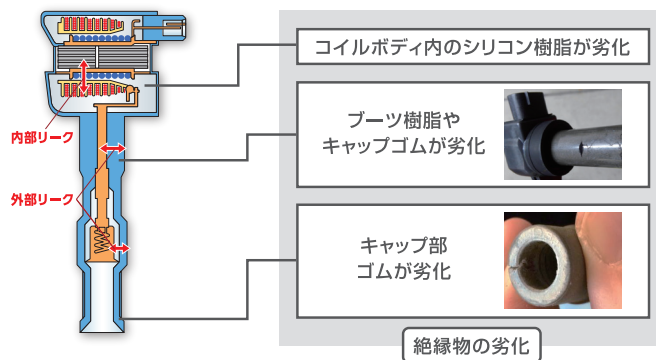 コイルボディ内のシリコン樹脂が劣化
内部リーク
ブーツ樹脂や
キャップゴムが劣化
外部リーク
キャップ部
ゴムが劣化
絶縁物の劣化